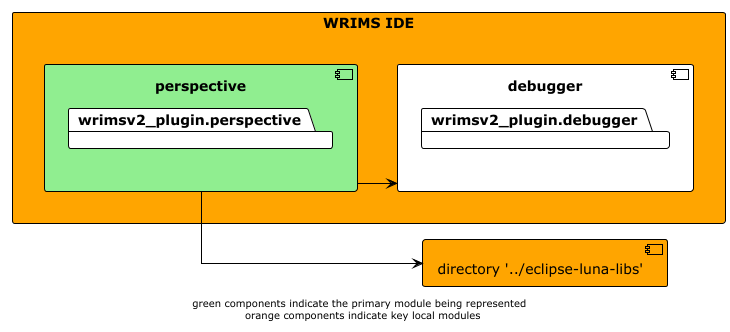 WRIMS IDE
perspective
wrimsv2_plugin.perspective
debugger
wrimsv2_plugin.debugger
directory '../eclipse-luna-libs'
green components indicate the primary module being represented
orange components indicate key local modules